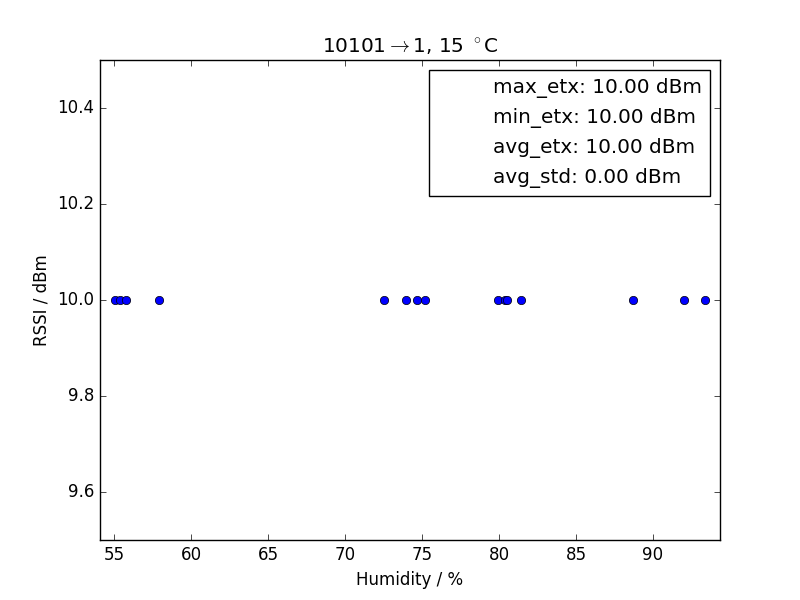 10101→1, 15 °C
max_etx: 10.00 dBm
min_etx: 10.00 dBm
avg_etx: 10.00 dBm
avg_std: 0.00 dBm
RSSI / dBm
10.4
10.2
10.0
9.8
9.6
55 60 65 70 75 80 85 90
Humidity / %